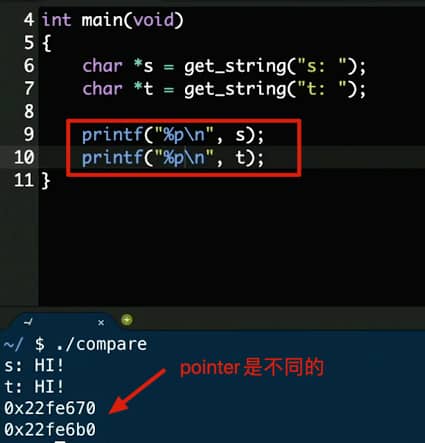 4 int main(void)
5 {
6 char *s = get_string("s: ");
7 char *t = get_string("t: ");
8
9 printf("%p\n", s);
10 printf("%p\n", t);
11 }
~/
×
+
~/ $ ./compare
s: HI!
t: HI!
pointer是不同的
0x22fe670
0x22fe6b0